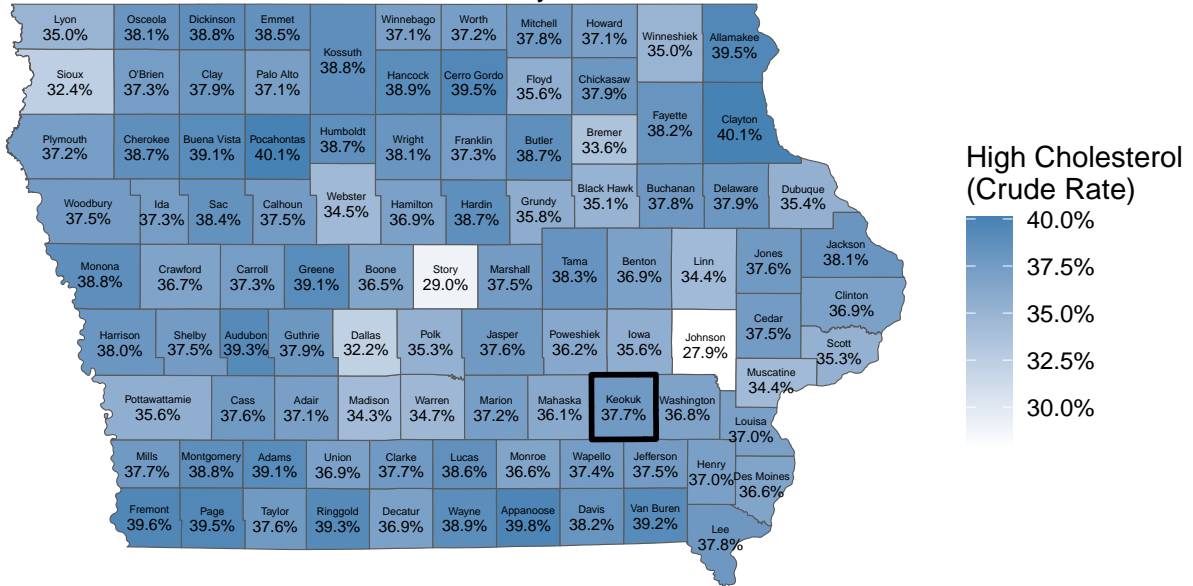 Lyon
35.0%
Osceola
38.1%
Dickinson
38.8%
Emmet
38.5%
Winnebago
37.1%
Worth
37.2%
Mitchell
37.8%
Howard
37.1%
Winneshiek
35.0%
Allamakee
39.5%
Kossuth
38.8%
Sioux
32.4%
O'Brien
37.3%
Clay
37.9%
Palo Alto
37.1%
Hancock
38.9%
Cerro Gordo
39.5%
Floyd
35.6%
Chickasaw
37.9%
Fayette
38.2%
Clayton
40.1%
Plymouth
37.2%
Cherokee
38.7%
Buena Vista
39.1%
Pocahontas
40.1%
Humboldt
38.7%
Wright
38.1%
Franklin
37.3%
Butler
38.7%
Bremer
33.6%
Woodbury
37.5%
Ida
37.3%
Sac
38.4%
Calhoun
37.5%
Webster
34.5%
Hamilton
36.9%
Hardin
38.7%
Grundy
35.8%
Black Hawk
35.1%
Buchanan
37.8%
Delaware
37.9%
Dubuque
35.4%
Monona
38.8%
Crawford
36.7%
Carroll
37.3%
Greene
39.1%
Boone
36.5%
Story
29.0%
Marshall
37.5%
Tama
38.3%
Benton
36.9%
Linn
34.4%
Jones
37.6%
Jackson
38.1%
Clinton
36.9%
Harrison
38.0%
Shelby
37.5%
Audubon
39.3%
Guthrie
37.9%
Dallas
32.2%
Polk
35.3%
Jasper
37.6%
Poweshiek
36.2%
Iowa
35.6%
Johnson
27.9%
Cedar
37.5%
Scott
35.3%
Muscatine
34.4%
Pottawattamie
35.6%
Cass
37.6%
Adair
37.1%
Madison
34.3%
Warren
34.7%
Marion
37.2%
Mahaska
36.1%
Keokuk
37.7%
Washington
36.8%
Louisa
37.0%
Mills
37.7%
Montgomery
38.8%
Adams
39.1%
Union
36.9%
Clarke
37.7%
Lucas
38.6%
Monroe
36.6%
Wapello
37.4%
Jefferson
37.5%
Henry
37.0%
Des Moines
36.6%
Fremont
39.6%
Page
39.5%
Taylor
37.6%
Ringgold
39.3%
Decatur
36.9%
Wayne
38.9%
Appanoose
39.8%
Davis
38.2%
Van Buren
39.2%
Lee
37.8%
High Cholesterol
(Crude Rate)
40.0%
37.5%
35.0%
32.5%
30.0%